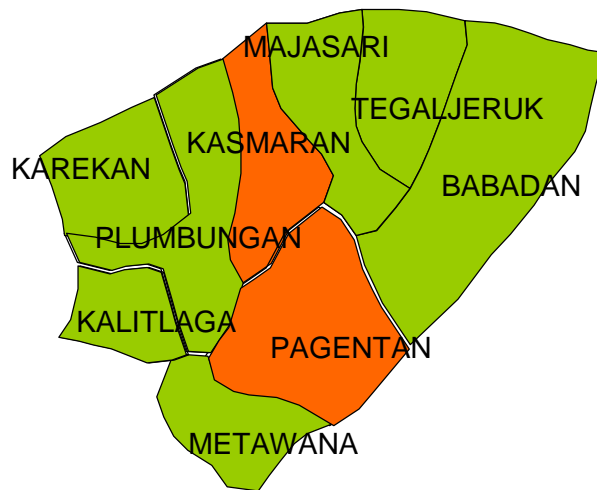 MAJASARI
TEGALJERUK
KASMARAN
KAREKAN
BABADAN
PLUMBUNGAN
KALITLAGA
PAGENTAN
METAWANA